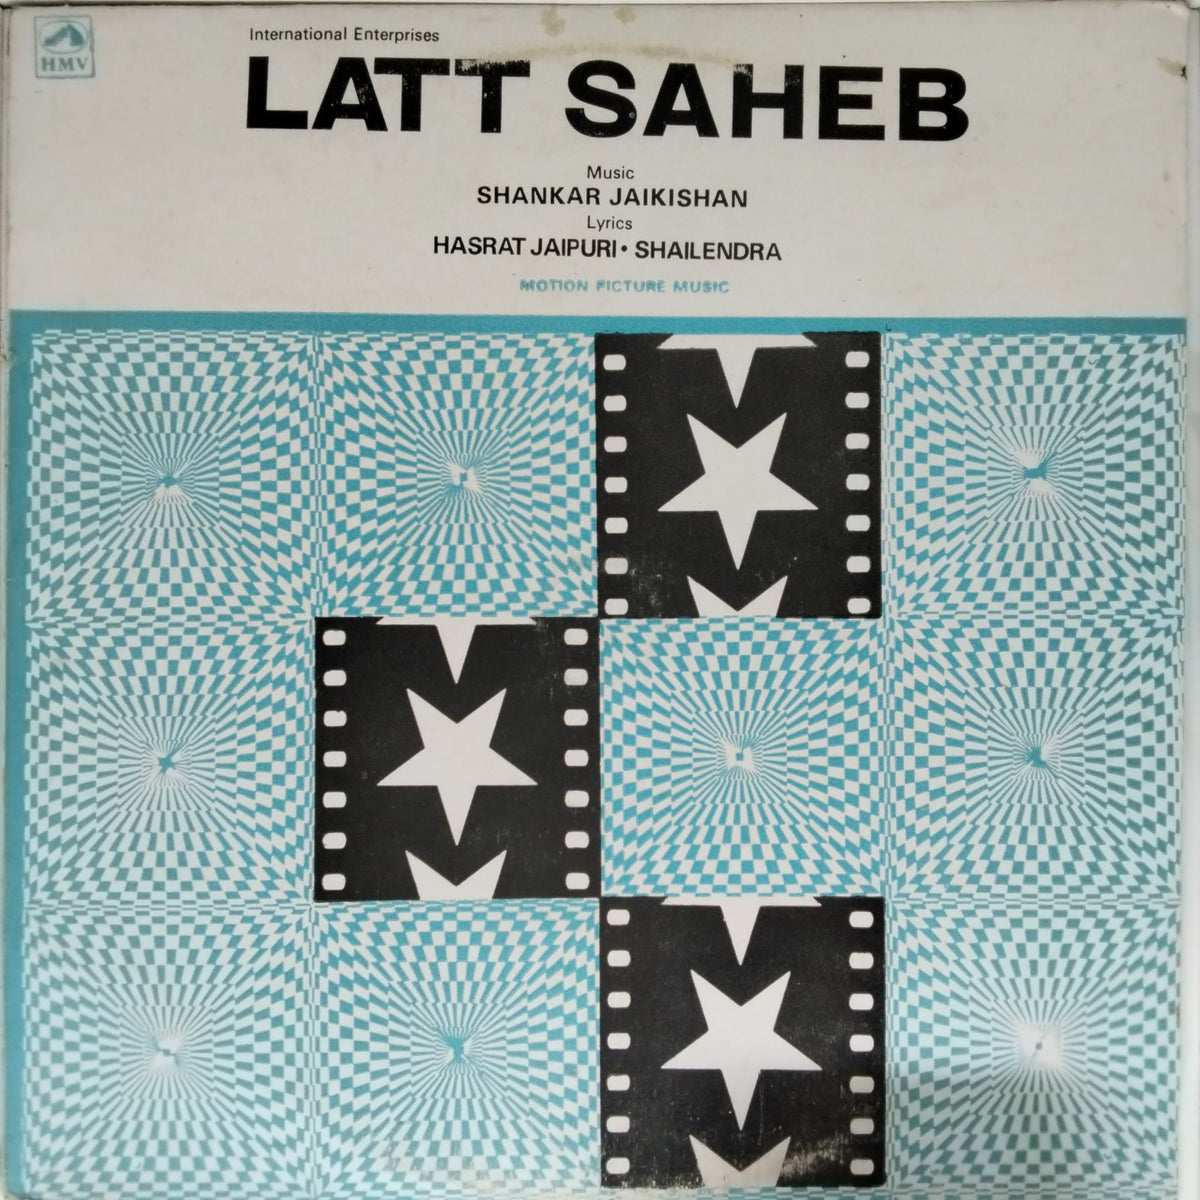 HMV
International Enterprises
LATT SAHEB
Music
SHANKAR JAIKISHAN
Lyrics
HASRAT JAIPURI • SHAILENDRA
MOTION PICTURE MUSIC